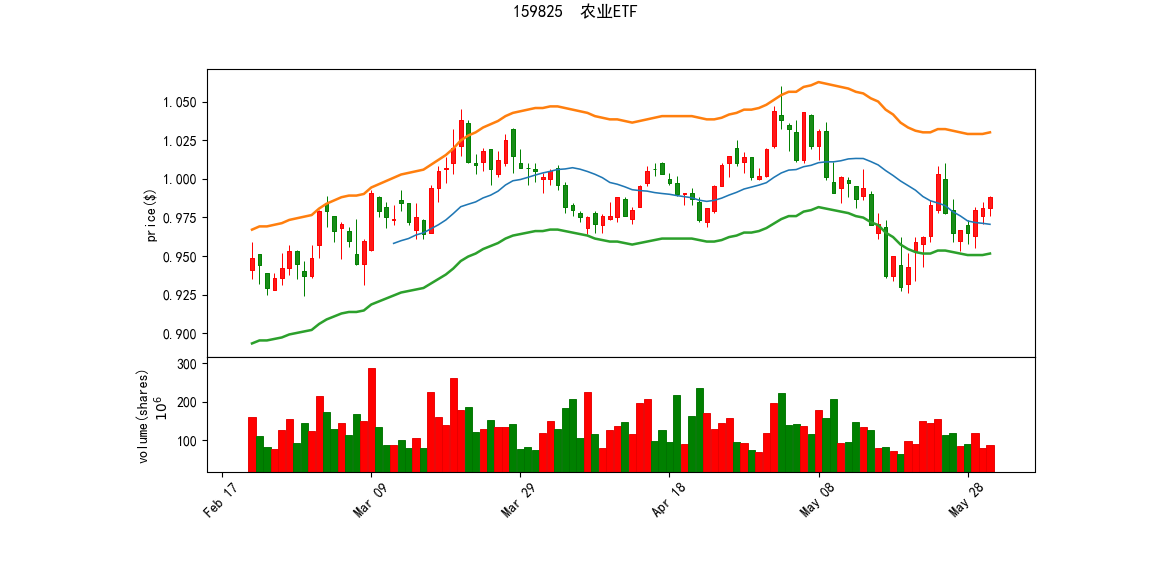 159825 农业ETF
price($)
1.050
1.025
1.000
0.975
0.950
0.925
0.900
volume(shares)
10^6
300
200
100
Feb 17
Mar 09
Mar 29
Apr 18
May 08
May 28